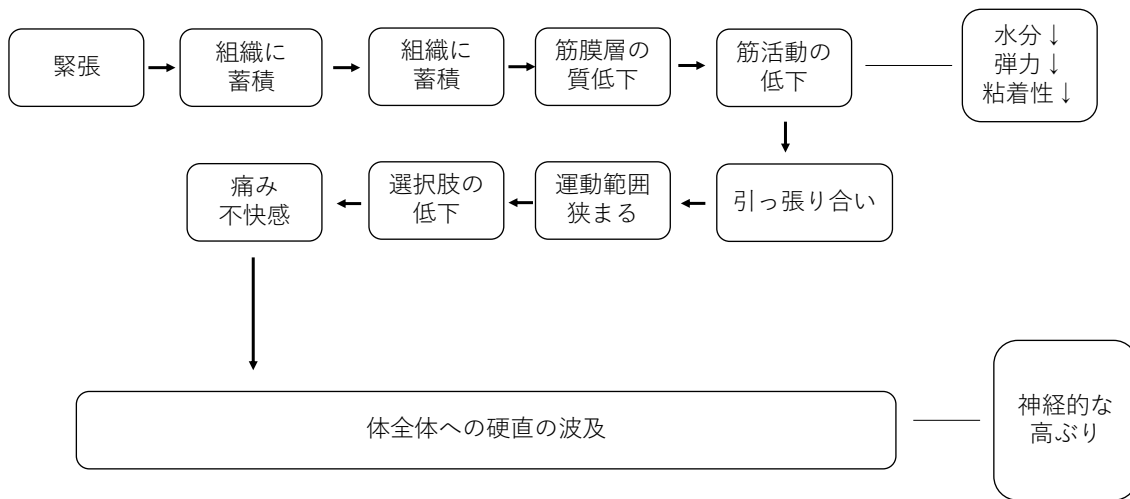 緊張
組織に
蓄積
組織に
蓄積
筋膜層の
質低下
筋活動の
低下
水分↓
弾力↓
粘着性↓
引っ張り合い
運動範囲
狭まる
選択肢の
低下
痛み
不快感
体全体への硬直の波及
神経的な
高ぶり